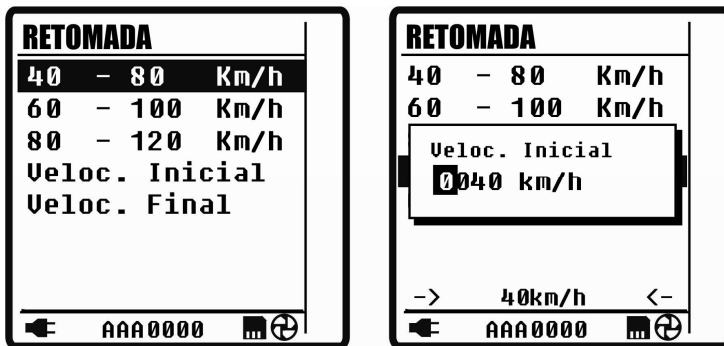 RETOMADA
40 - 80 Km/h
60 - 100 Km/h
80 - 120 Km/h
Veloc. Inicial
Veloc. Final
AAA0000
RETOMADA
40 - 80 Km/h
60 - 100 Km/h
Veloc. Inicial
0040 km/h
-> 40km/h <-
AAA0000